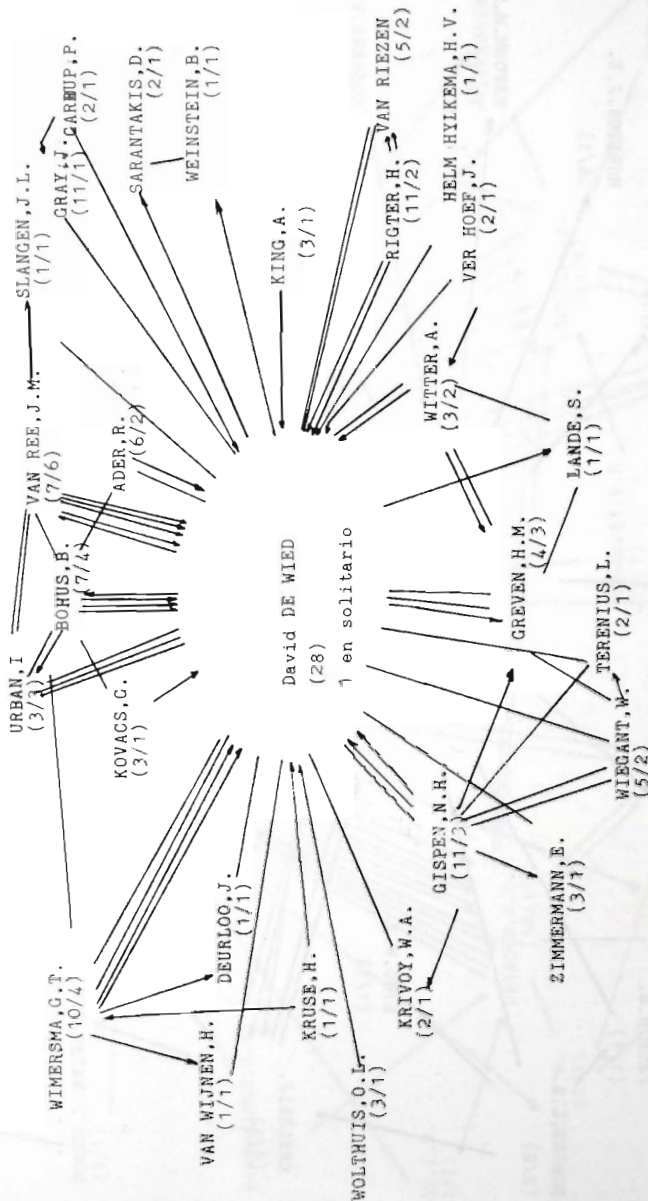 WIMERSMA,G.T.
(10/4)
URBAN,I
(3/3)
VAN REE,J.M.
(7/6)
SLANGEN,J.L.
(1/1)
GRAY,J.
(11/1)
(2/1)
BOHUS,B.
(7/4)
ADER,R.
(6/2)
SARANTAKIS,D.
(2/1)
WEINSTEIN,B.
(1/1)
KOVACS,G.
(3/1)
KING,A.
(3/1)
VAN WIJNEN,H.
(1/1)
DEURLOO,J.
(1/1)
David DE WIED
(28)
1 en solitario
KRUSE,H.
(1/1)
WOLTHUIS,O.L.
(3/1)
KRIVOY,W.A.
(2/1)
VAN RIEZEN
(5/2)
RIGTER,H.
(11/2)
HELM HYLKEMA,H.V.
(1/1)
VER HOEF,J.
(2/1)
WITTER,A.
(3/2)
GISPEN,N.H.
(11/3)
GREVEN,H.M.
(4/3)
LANDE,S.
(1/1)
ZIMMERMANN,E.
(3/1)
WIEGANT,W.
(5/2)
TERENIUS,L.
(2/1)